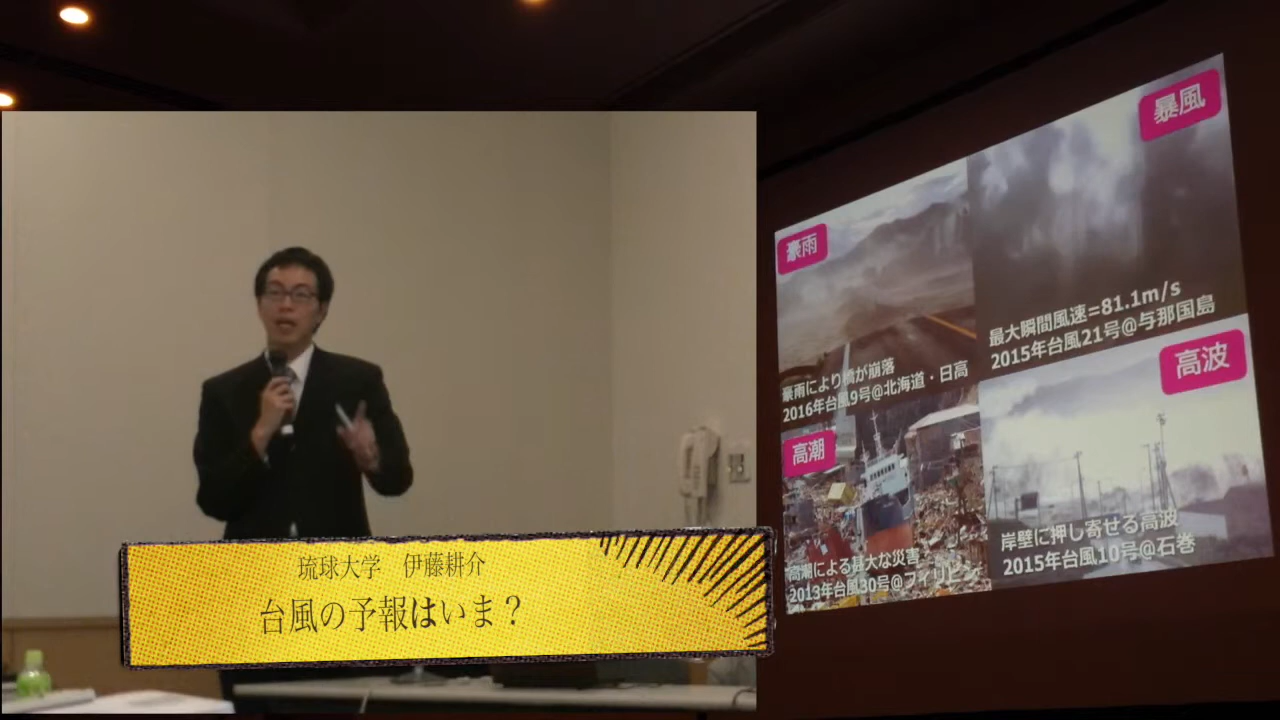 琉球大学 伊藤耕介
台風の予報はいま？
暴風
豪雨
最大瞬間風速=81.1m/s
2015年台風21号@与那国島
豪雨により橋が崩落
2016年台風9号@北海道・日高
高波
高潮
岸壁に押し寄せる高波
2015年台風10号@石巻
高潮による甚大な災害
2013年台風30号@フィリピン